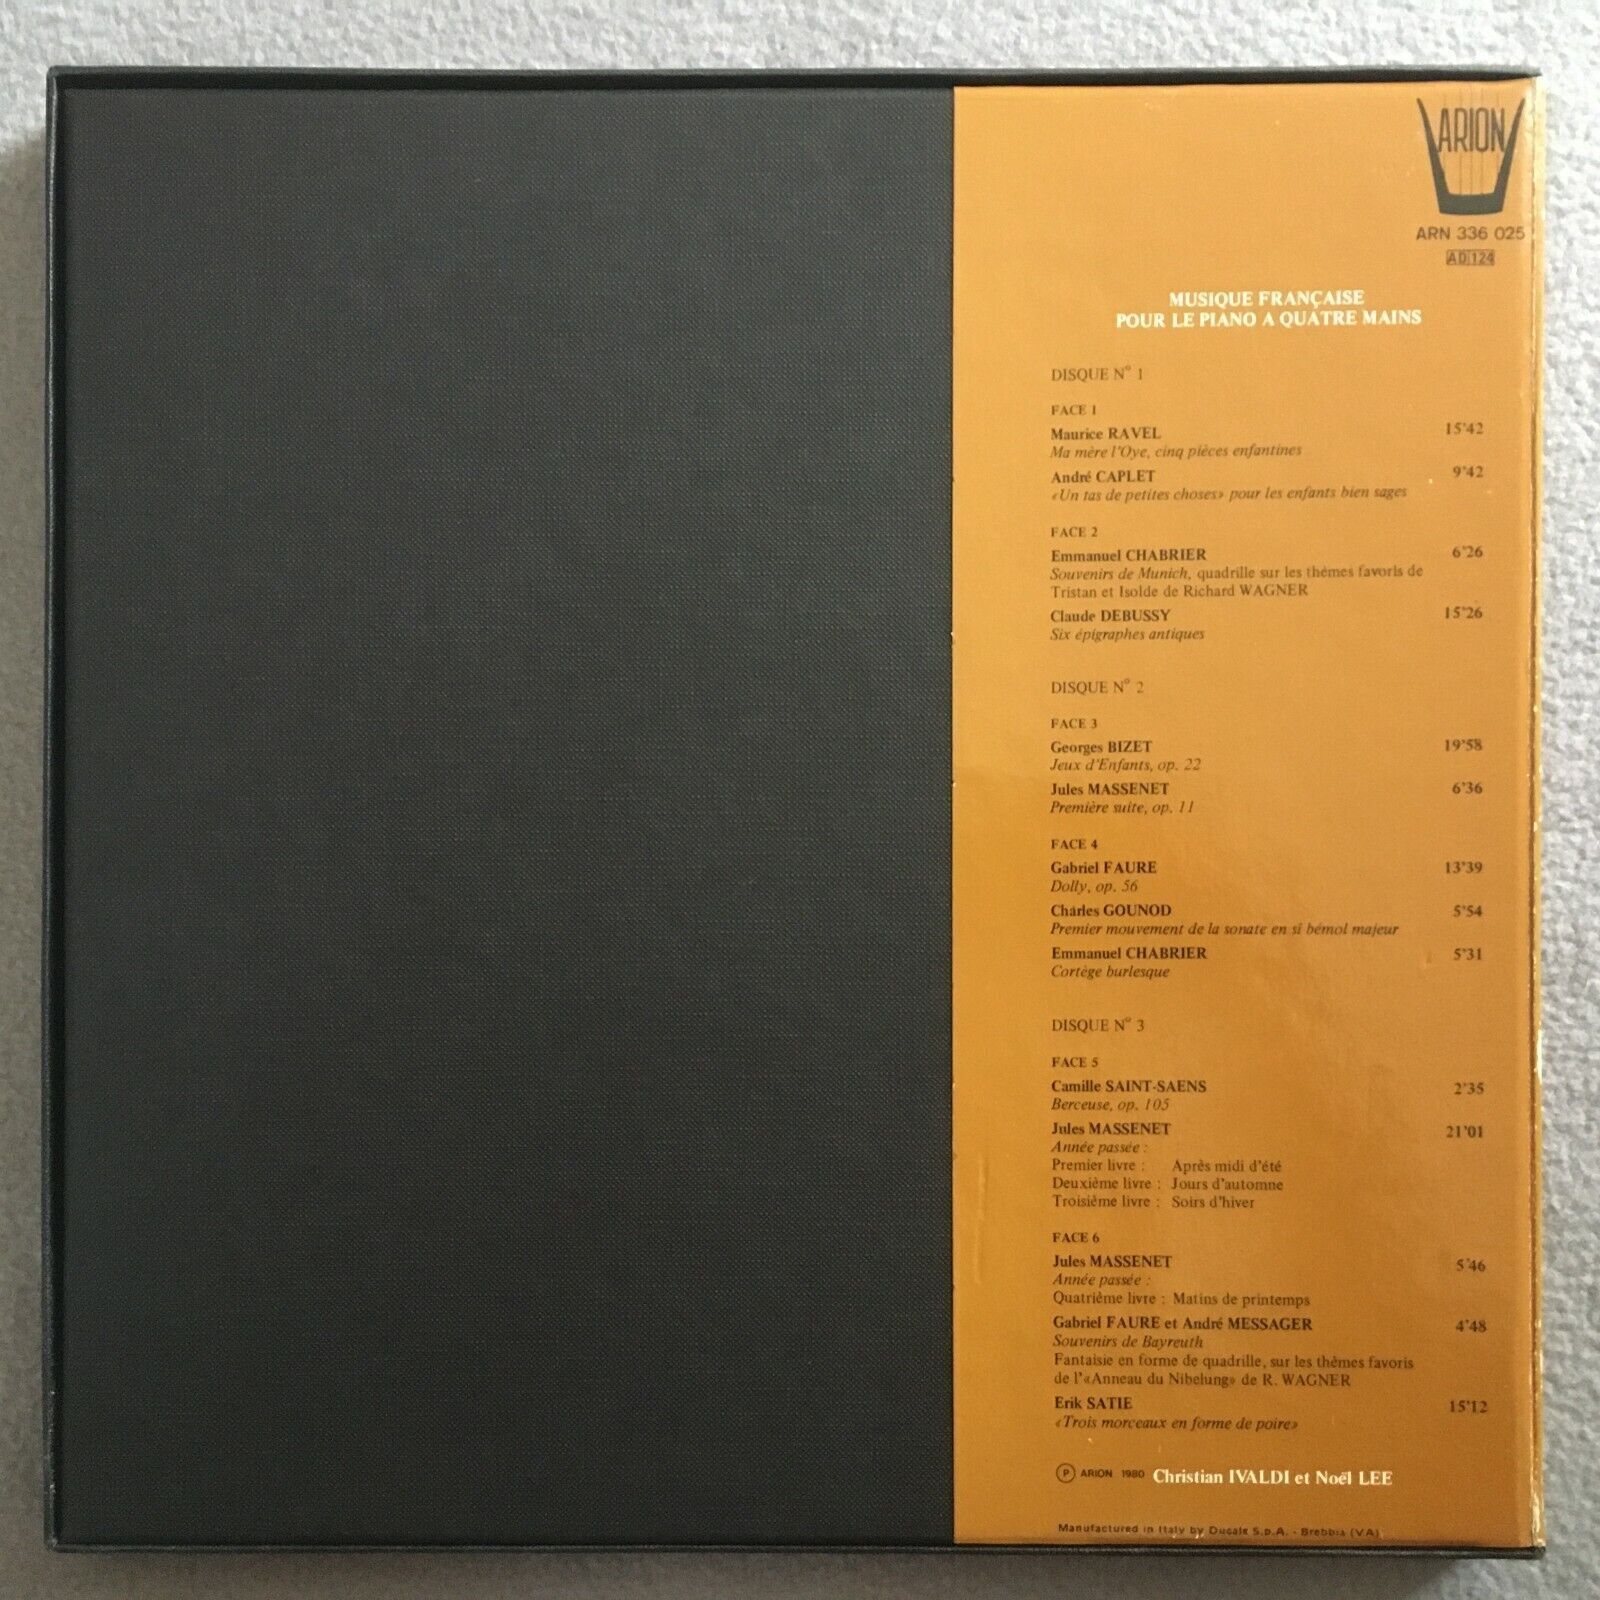 ARION
ARN 336 025
AD 124
MUSIQUE FRANÇAISE
POUR LE PIANO A QUATRE MAINS
DISQUE N° 1
FACE 1
Maurice RAVEL 15'42
Ma mère l'Oye, cinq pièces enfantines
André CAPLET 9'42
«Un tas de petites choses» pour les enfants bien sages
FACE 2
Emmanuel CHABRIER 6'26
Souvenirs de Munich, quadrille sur les thémes favoris de
Tristan et Isolde de Richard WAGNER
Claude DEBUSSY 15'26
Six épigraphes antiques
DISQUE N° 2
FACE 3
Georges BIZET 19'58
Jeux d'Enfants, op. 22
Jules MASSENET 6'36
Première suite, op. 11
FACE 4
Gabriel FAURE 13'39
Dolly, op. 56
Charles GOUNOD 5'54
Premier mouvement de la sonate en si bémol majeur
Emmanuel CHABRIER 5'31
Cortège burlesque
DISQUE N° 3
FACE 5
Camille SAINT-SAENS 2'35
Berceuse, op. 105
Jules MASSENET 21'01
Année passée :
Premier livre : Après midi d'été
Deuxième livre : Jours d'automne
Troisième livre : Soirs d'hiver
FACE 6
Jules MASSENET 5'46
Année passée :
Quatrième livre : Matins de printemps
Gabriel FAURE et André MESSAGER 4'48
Souvenirs de Bayreuth
Fantaisie en forme de quadrille, sur les thèmes favoris
de l'«Anneau du Nibelung» de R. WAGNER
Erik SATIE 15'12
«Trois morceaux en forme de poire»
Ⓟ ARION 1980 Christian IVALDI et Noël LEE
Manufactured in Italy by Ducale S.p.A. - Brebbia (VA)